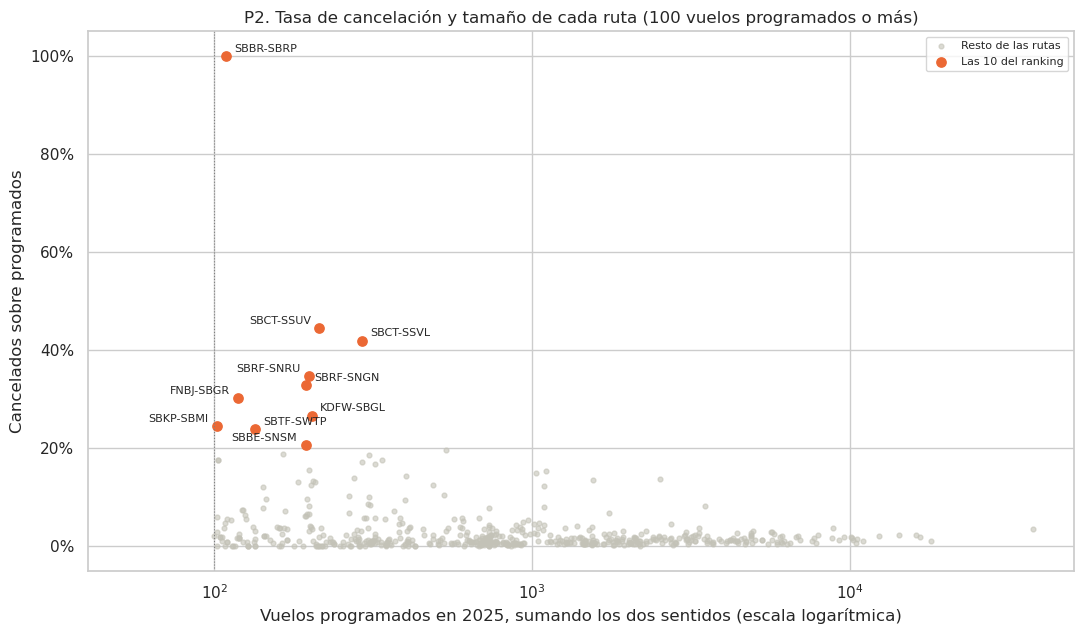 P2. Tasa de cancelación y tamaño de cada ruta (100 vuelos programados o más)
Resto de las rutas
Las 10 del ranking
Cancelados sobre programados
100%
80%
60%
40%
20%
0%
SBBR-SBRP
SBCT-SSUV
SBCT-SSVL
SBRF-SNRU
SBRF-SNGN
FNBJ-SBGR
KDFW-SBGL
SBKP-SBMI
SBTF-SWTP
SBBE-SNSM
10²
10³
10⁴
Vuelos programados en 2025, sumando los dos sentidos (escala logarítmica)